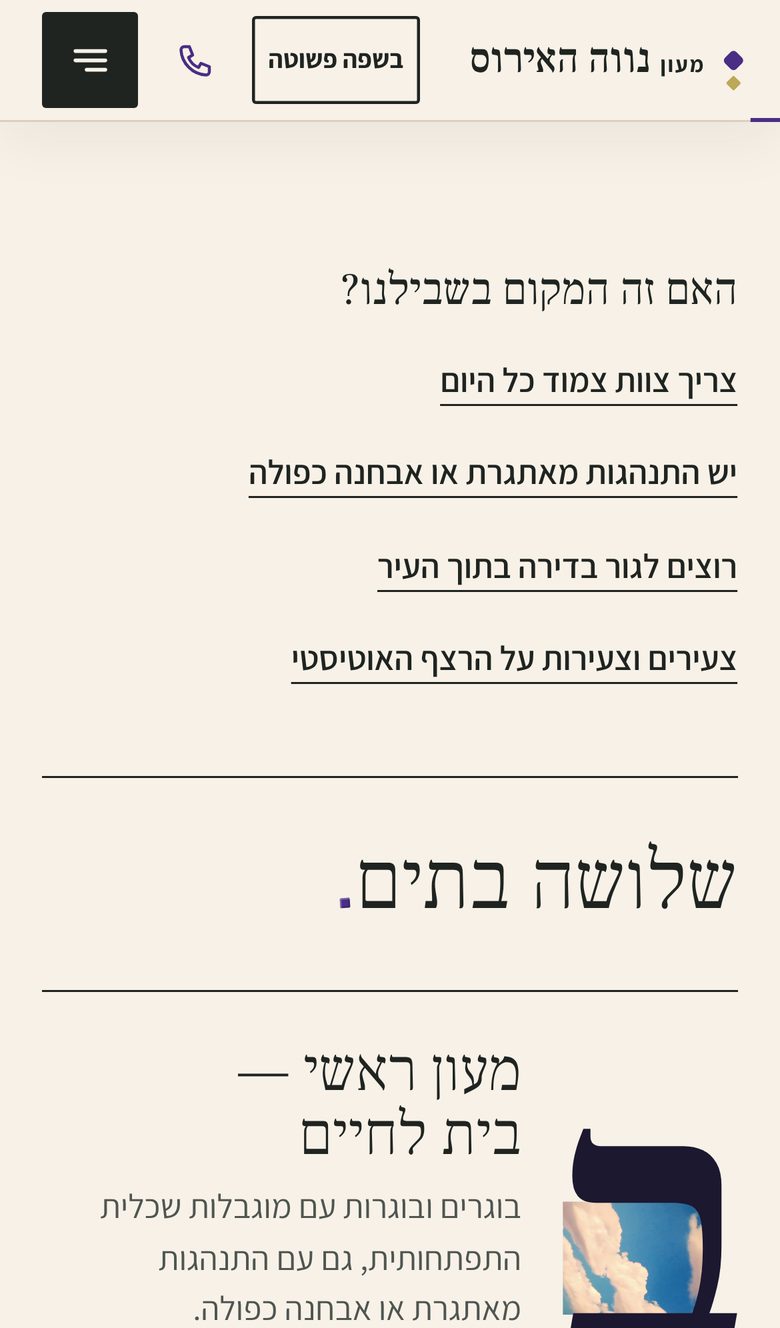 מעון נווה האירוס
בשפה פשוטה
האם זה המקום בשבילנו?
צריך צוות צמוד כל היום
יש התנהגות מאתגרת או אבחנה כפולה
רוצים לגור בדירה בתוך העיר
צעירים וצעירות על הרצף האוטיסטי
שלושה בתים.
מעון ראשי —
בית לחיים
בוגרים ובוגרות עם מוגבלות שכלית
התפתחותית, גם עם התנהגות
מאתגרת או אבחנה כפולה.
ב